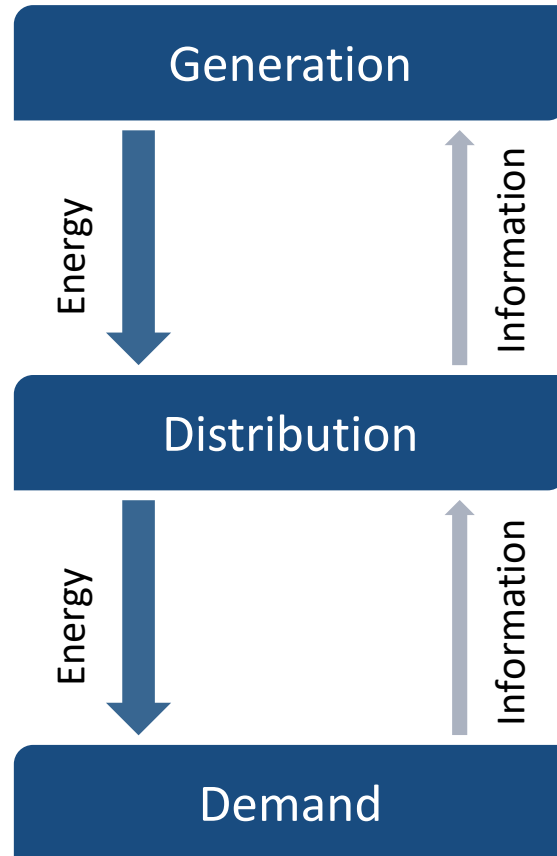 Generation
Energy
Information
Distribution
Energy
Information
Demand